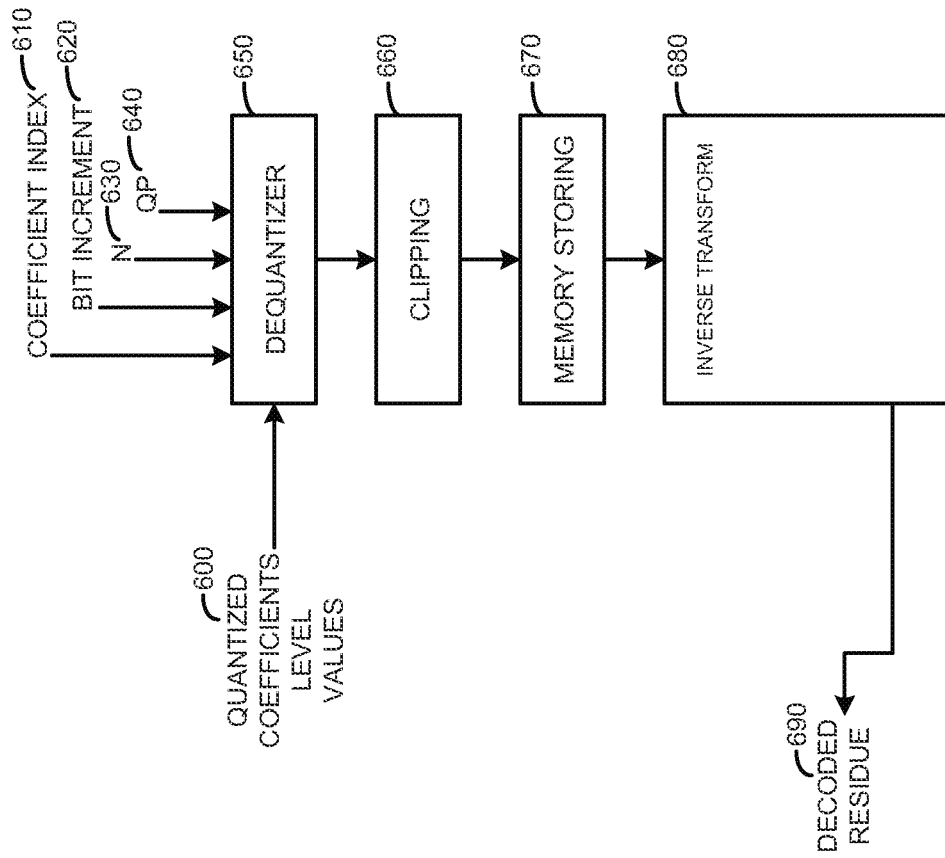 COEFFICIENT INDEX 610
BIT INCREMENT 620
N 630
QP 640
600
QUANTIZED
COEFFICIENTS
LEVEL
VALUES
DEQUANTIZER
650
CLIPPING
660
MEMORY STORING
670
INVERSE TRANSFORM
680
690
DECODED
RESIDUE